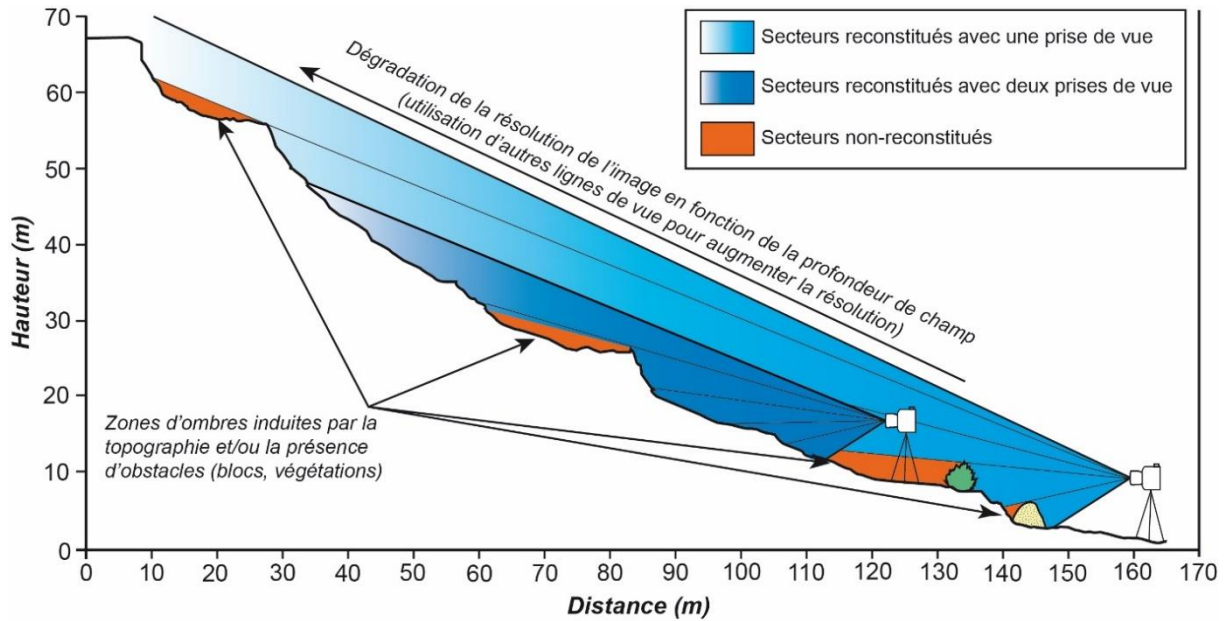 70
60
50
40
30
20
10
0
Hauteur (m)
Secteurs reconstitués avec une prise de vue
Secteurs reconstitués avec deux prises de vue
Secteurs non-reconstitués
Dégradation de la résolution de l'image en fonction de la profondeur de champ
(utilisation d'autres lignes de vue pour augmenter la résolution)
Zones d'ombres induites par la
topographie et/ou la présence
d'obstacles (blocs, végétations)
0 10 20 30 40 50 60 70 80 90 100 110 120 130 140 150 160 170
Distance (m)